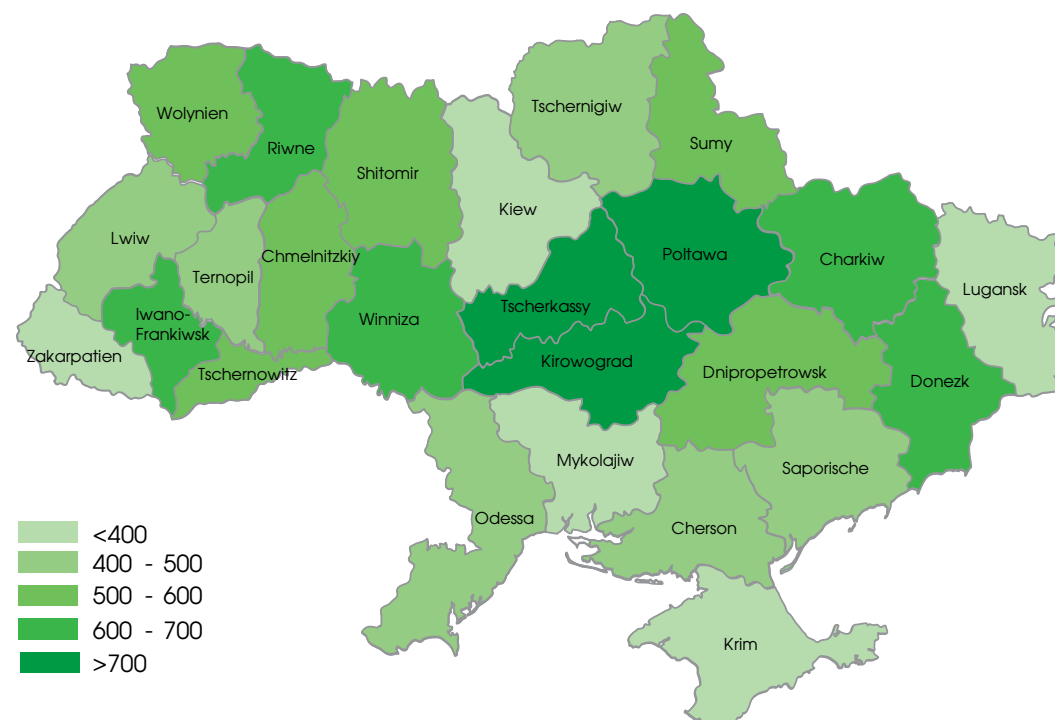 Tschernigiw
Wolynien
Sumy
Riwne
Shitomir
Kiew
Lwiw
Chmelnitzkiy
Poltawa
Charkiw
Ternopil
Lugansk
Tscherkassy
Iwano-
Frankiwsk
Winniza
Zakarpatien
Kirowograd
Tschernowitz
Dnipropetrowsk
Donezk
Mykolajiw
Saporische
Odessa
Cherson
Krim
<400
400 - 500
500 - 600
600 - 700
>700